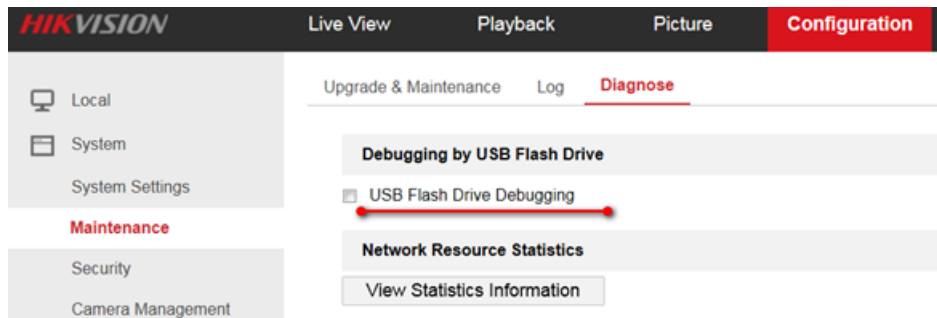 HIKVISION Live View Playback Picture Configuration
Upgrade & Maintenance Log Diagnose
Local
System
Debugging by USB Flash Drive
System Settings
USB Flash Drive Debugging
Maintenance
Network Resource Statistics
Security
View Statistics Information
Camera Management